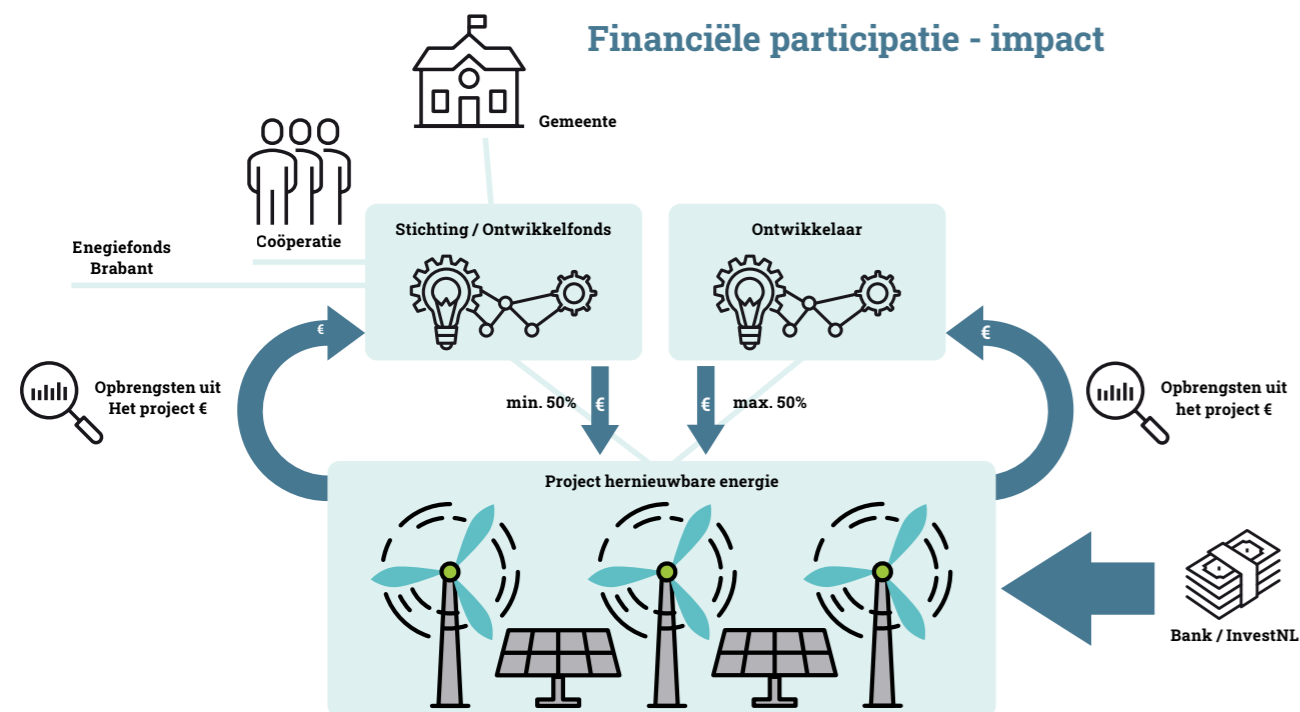 Financiële participatie - impact
Gemeente
Coöperatie
Enegiefonds
Brabant
Stichting / Ontwikkelfonds
Ontwikkelaar
€
€
Opbrengsten uit
Het project €
min. 50%
€
€
max. 50%
Opbrengsten uit
het project €
Project hernieuwbare energie
Bank / InvestNL